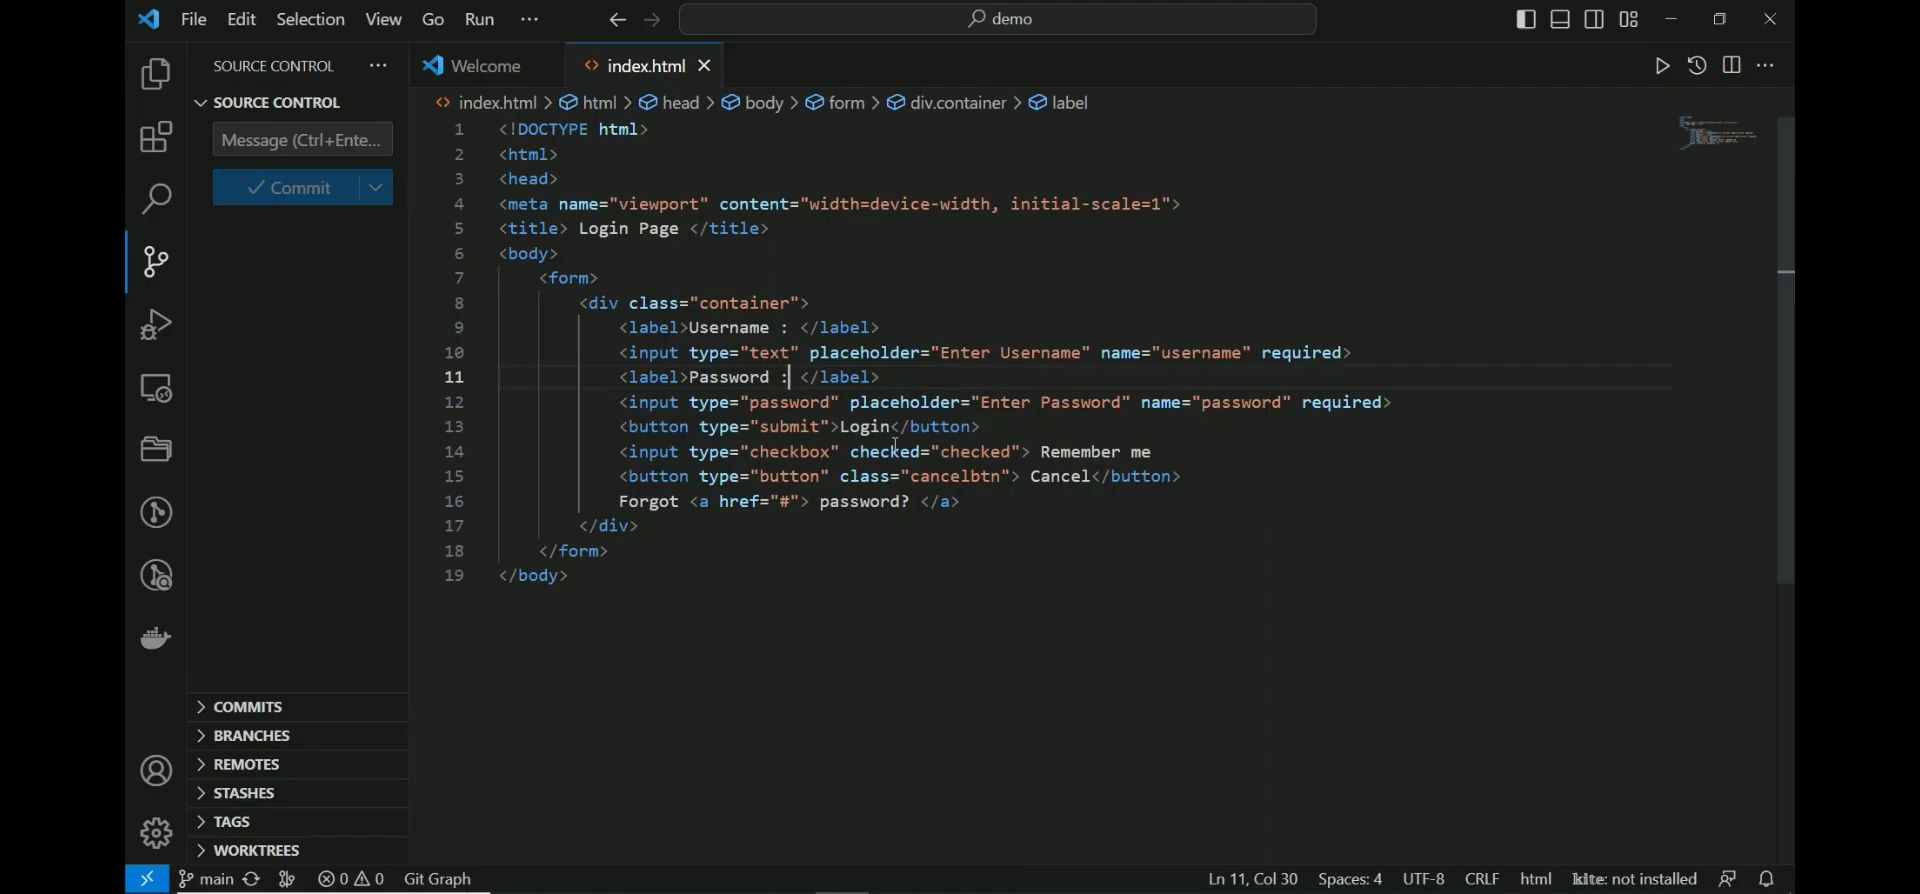 File Edit Selection View Go Run ··· demo
SOURCE CONTROL ···
SOURCE CONTROL
Message (Ctrl+Ente...
Commit
COMMITS
BRANCHES
REMOTES
STASHES
TAGS
WORKTREES
Welcome index.html
index.html > html > head > body > form > div.container > label
1 <!DOCTYPE html>
2 <html>
3 <head>
4 <meta name="viewport" content="width=device-width, initial-scale=1">
5 <title> Login Page </title>
6 <body>
7 <form>
8 <div class="container">
9 <label>Username : </label>
10 <input type="text" placeholder="Enter Username" name="username" required>
11 <label>Password : </label>
12 <input type="password" placeholder="Enter Password" name="password" required>
13 <button type="submit">Login</button>
14 <input type="checkbox" checked="checked"> Remember me
15 <button type="button" class="cancelbtn"> Cancel</button>
16 Forgot <a href="#"> password? </a>
17 </div>
18 </form>
19 </body>
main 0 0 Git Graph Ln 11, Col 30 Spaces: 4 UTF-8 CRLF html kite: not installed